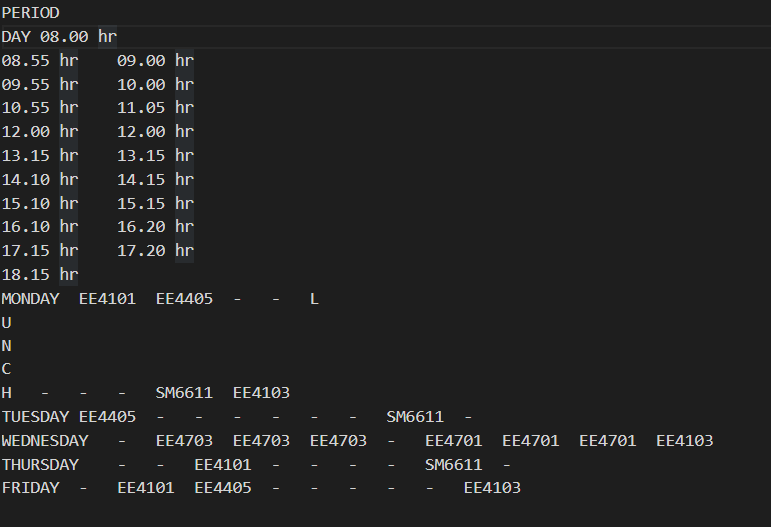 PERIOD
DAY 08.00 hr
08.55 hr    09.00 hr
09.55 hr    10.00 hr
10.55 hr    11.05 hr
12.00 hr    12.00 hr
13.15 hr    13.15 hr
14.10 hr    14.15 hr
15.10 hr    15.15 hr
16.10 hr    16.20 hr
17.15 hr    17.20 hr
18.15 hr
MONDAY  EE4101  EE4405  -   -   L
U
N
C
H   -   -   -   SM6611  EE4103
TUESDAY EE4405  -   -   -   -   -   -   SM6611  -
WEDNESDAY   -   EE4703  EE4703  EE4703  -   EE4701  EE4701  EE4701  EE4103
THURSDAY    -   -   EE4101  -   -   -   -   SM6611  -
FRIDAY  -   EE4101  EE4405  -   -   -   -   -   EE4103